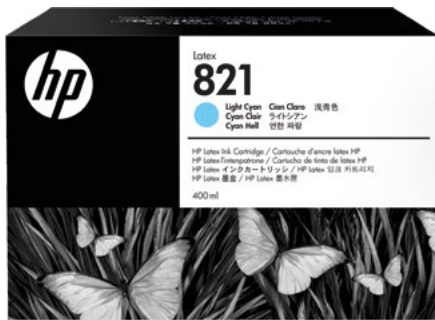 hp
Latex
821
Light Cyan Cian Claro 浅青色
Cyan Clair ライトシアン
Cyan Hell 연한 파랑
HP Latex Ink Cartridge / Cartouche d'encre latex HP
HP Latex-Tintenpatrone / Cartucho de tinta de látex HP
HP Latex インクカートリッジ / HP Latex 잉크 카트리지
HP Latex 墨盒 / HP Latex 墨水匣
400 ml